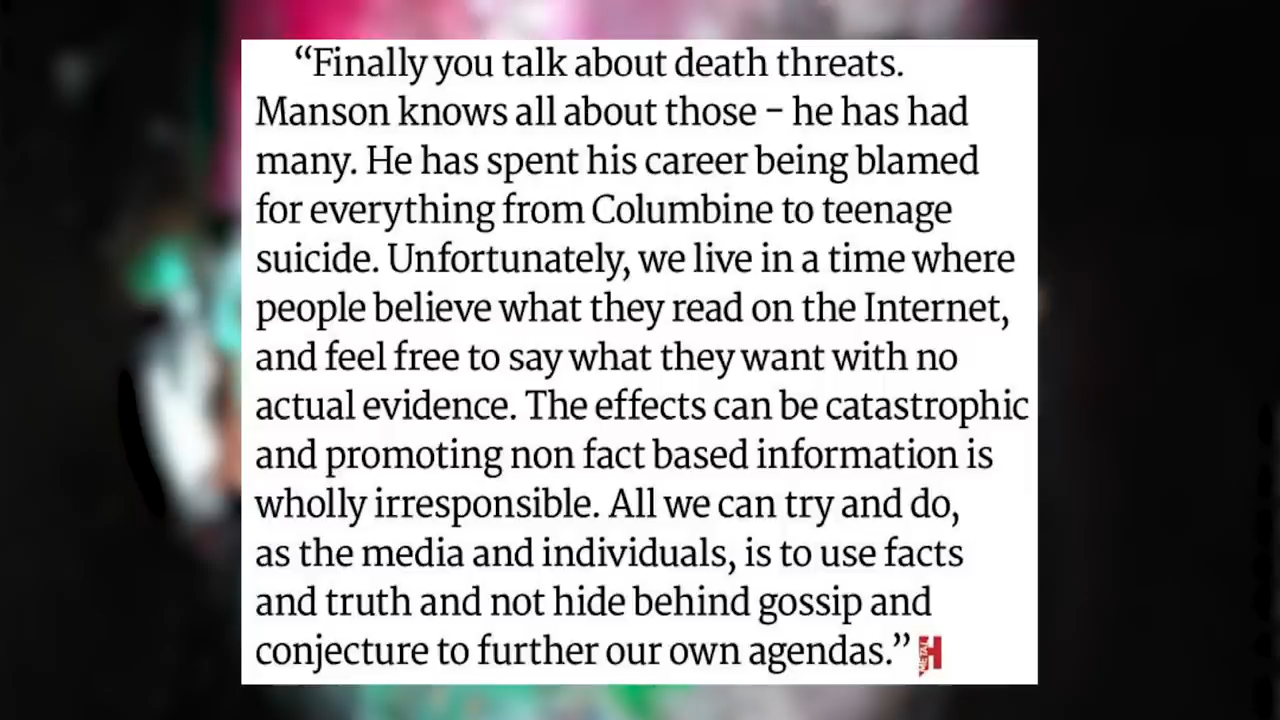 “Finally you talk about death threats.
Manson knows all about those – he has had
many. He has spent his career being blamed
for everything from Columbine to teenage
suicide. Unfortunately, we live in a time where
people believe what they read on the Internet,
and feel free to say what they want with no
actual evidence. The effects can be catastrophic
and promoting non fact based information is
wholly irresponsible. All we can try and do,
as the media and individuals, is to use facts
and truth and not hide behind gossip and
conjecture to further our own agendas.” METAL H